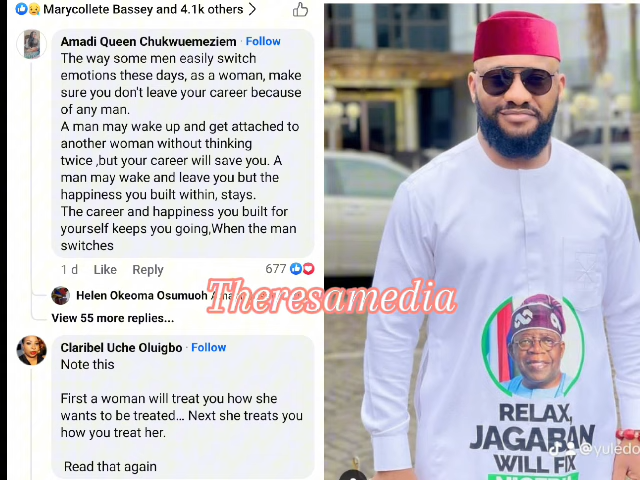 Marycollete Bassey and 4.1k others >
Amadi Queen Chukwuemeziem · Follow
The way some men easily switch
emotions these days, as a woman, make
sure you don't leave your career because
of any man.
A man may wake up and get attached to
another woman without thinking
twice ,but your career will save you. A
man may wake and leave you but the
happiness you built within, stays.
The career and happiness you built for
yourself keeps you going,When the man
switches
1 d Like Reply 677
Helen Okeoma Osumuoh
View 55 more replies...
Claribel Uche Oluigbo · Follow
Note this
First a woman will treat you how she
wants to be treated... Next she treats you
how you treat her.
Read that again
Theresamedia
RELAX,
JAGABAN
WILL FIX
@yuledo